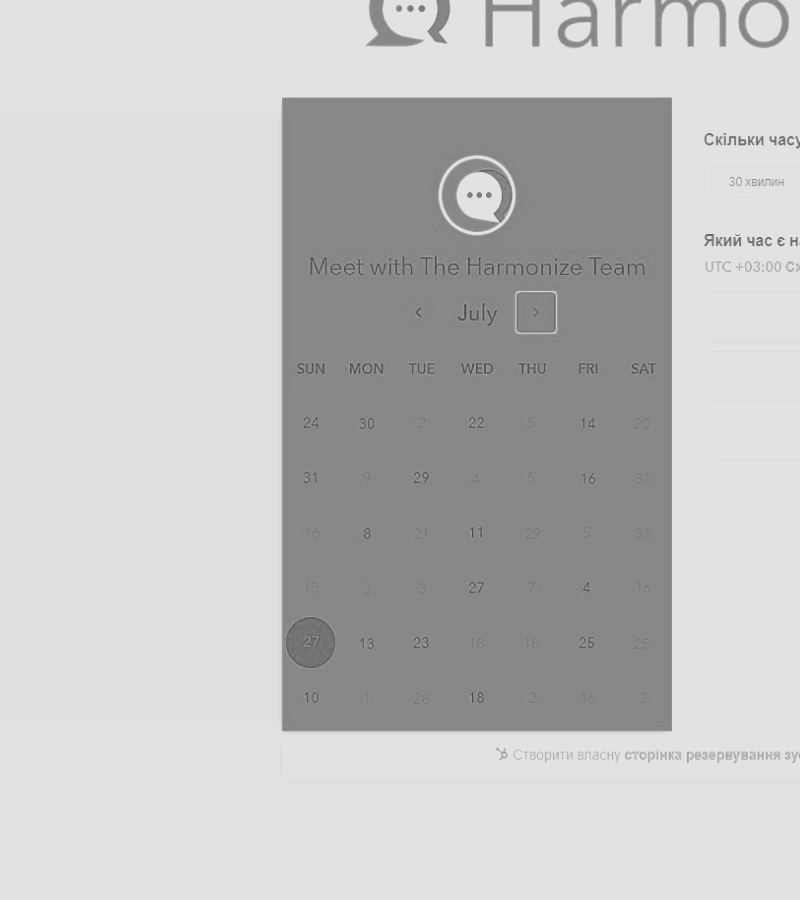 Harmo
Скільки часу
30 хвилин
Meet with The Harmonize Team
Який час є н
UTC +03:00 Сх
‹ July ›
SUN MON TUE WED THU FRI SAT
24 30 2 22 5 14 20
31 9 29 4 5 16 31
16 8 21 11 29 5 31
13 3 3 27 7 4 16
27 13 23 18 18 25 25
10 1 28 18 2 16 2
Створити власну сторінка резервування зу